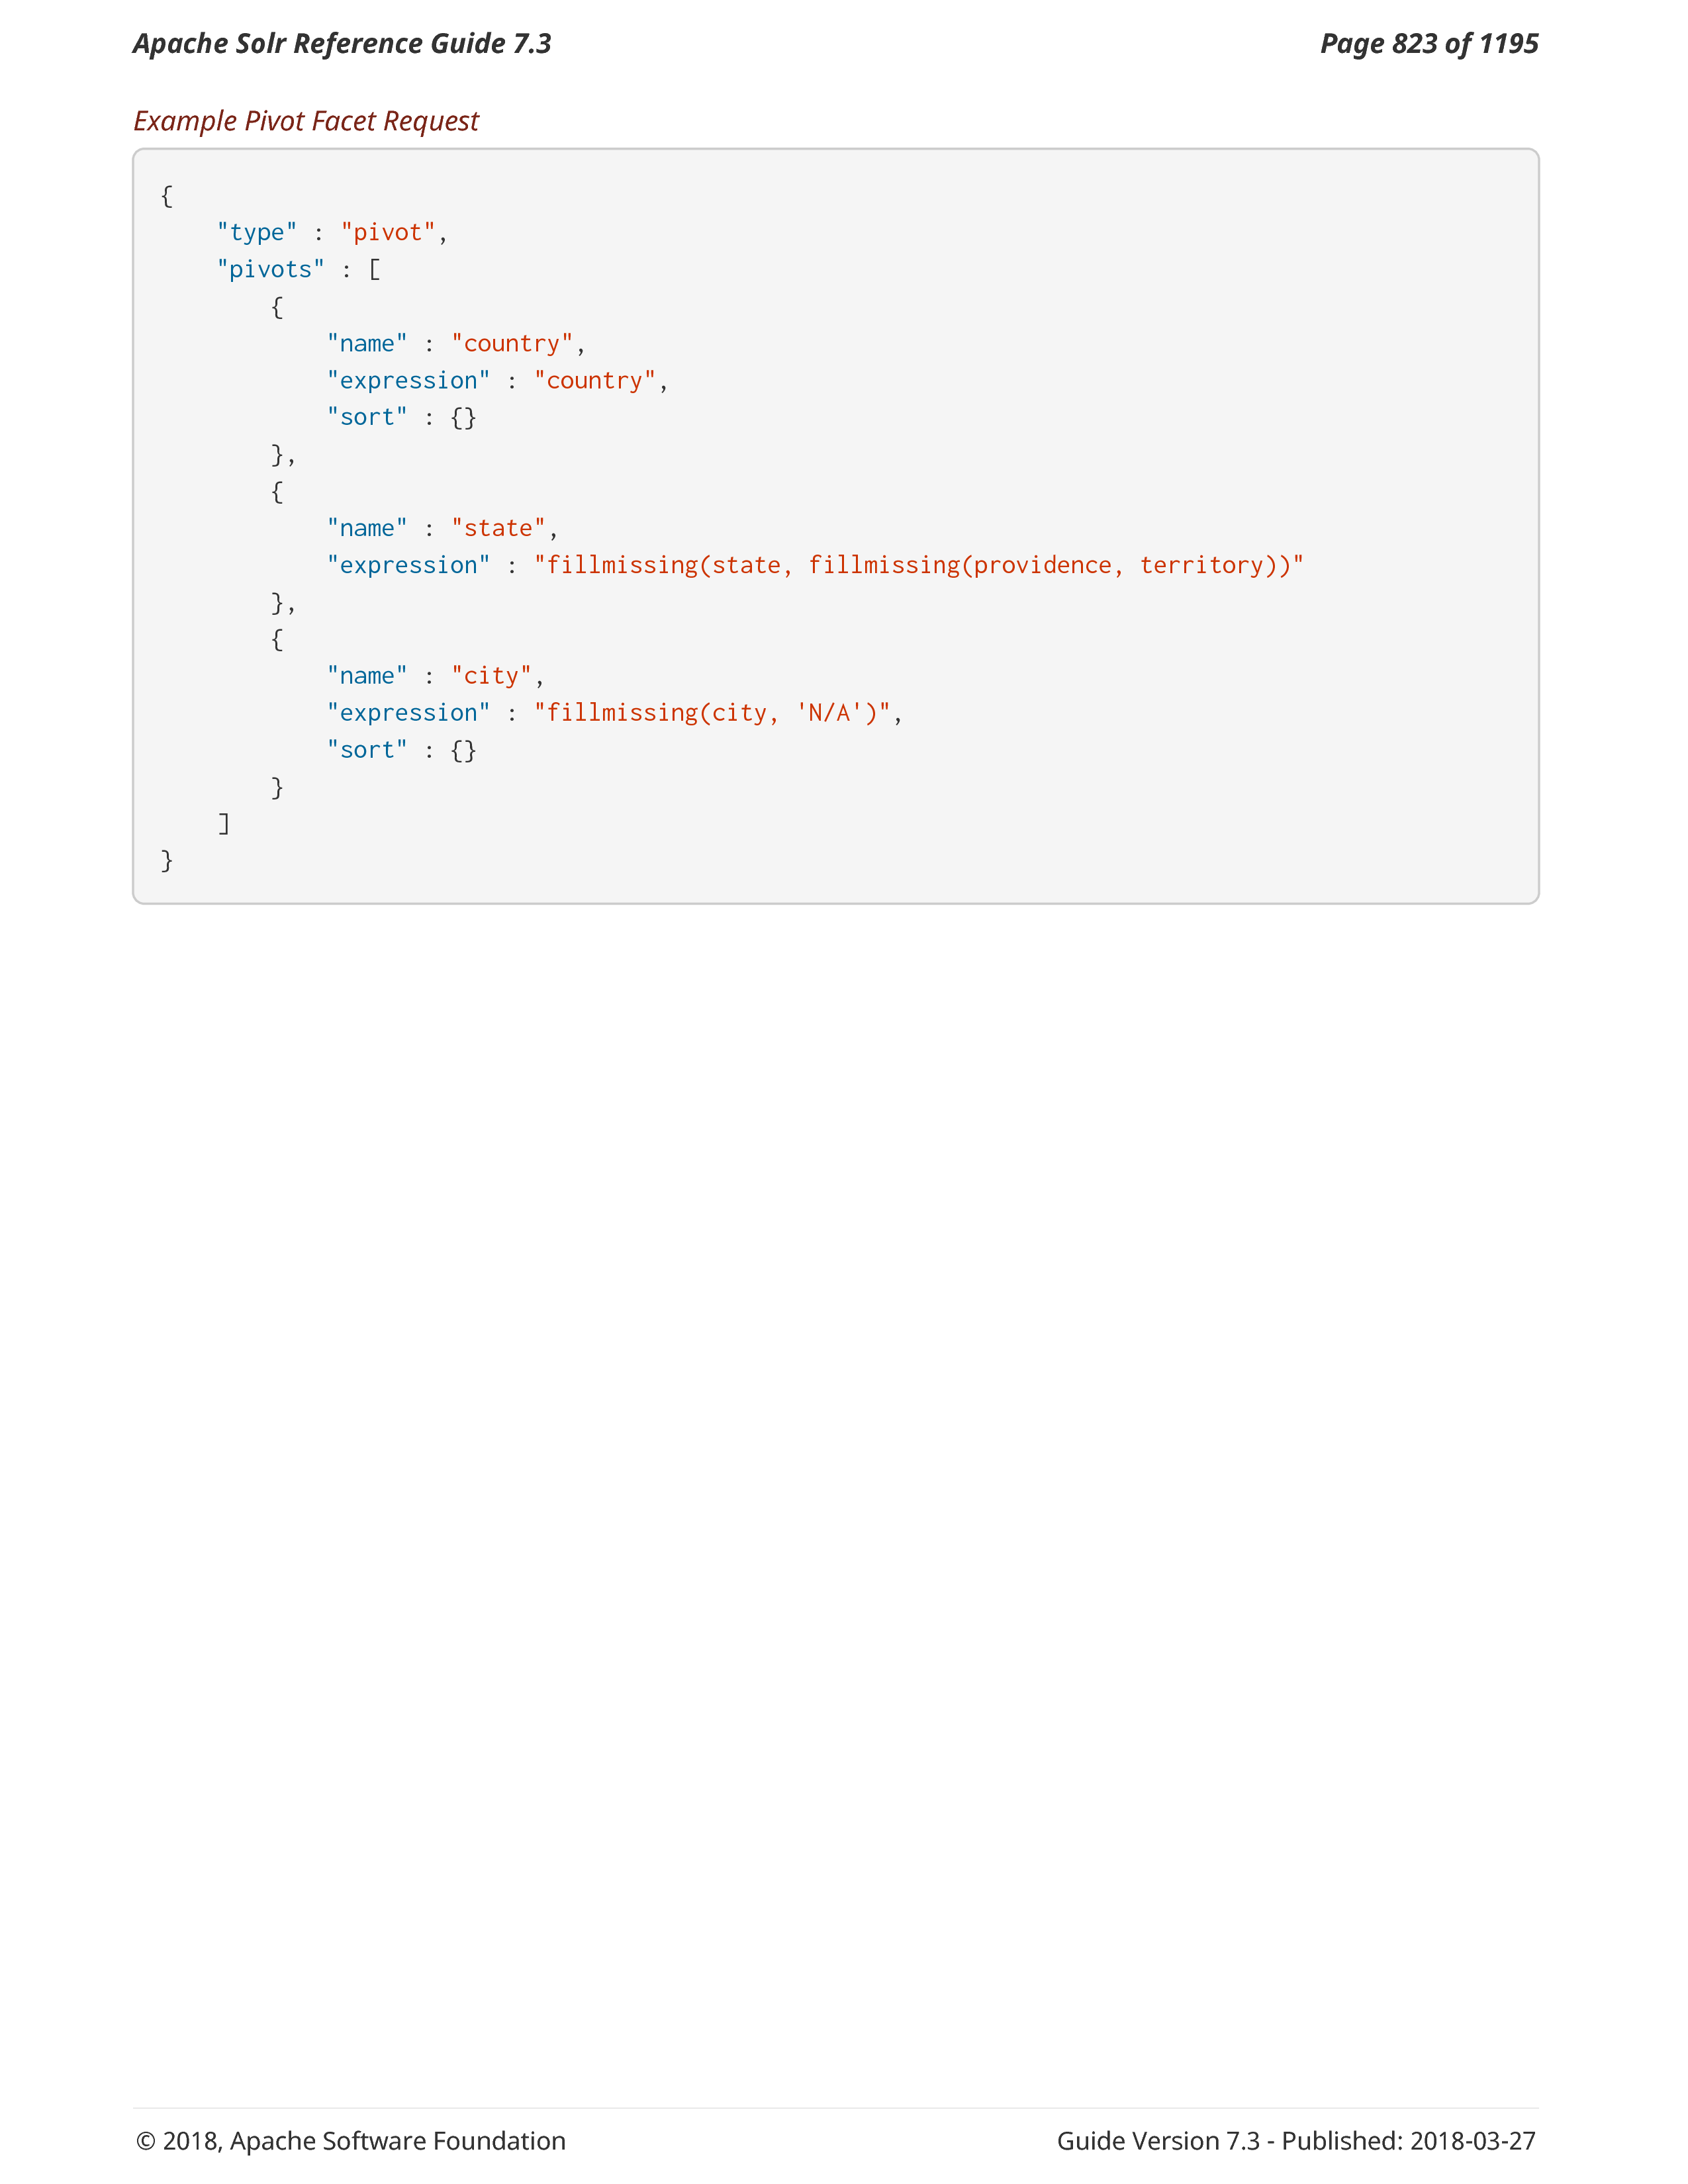 Apache Solr Reference Guide 7.3
Page 823 of 1195
Example Pivot Facet Request
{
    "type" : "pivot",
    "pivots" : [
        {
            "name" : "country",
            "expression" : "country",
            "sort" : {}
        },
        {
            "name" : "state",
            "expression" : "fillmissing(state, fillmissing(providence, territory))"
        },
        {
            "name" : "city",
            "expression" : "fillmissing(city, 'N/A')",
            "sort" : {}
        }
    ]
}
© 2018, Apache Software Foundation
Guide Version 7.3 - Published: 2018-03-27